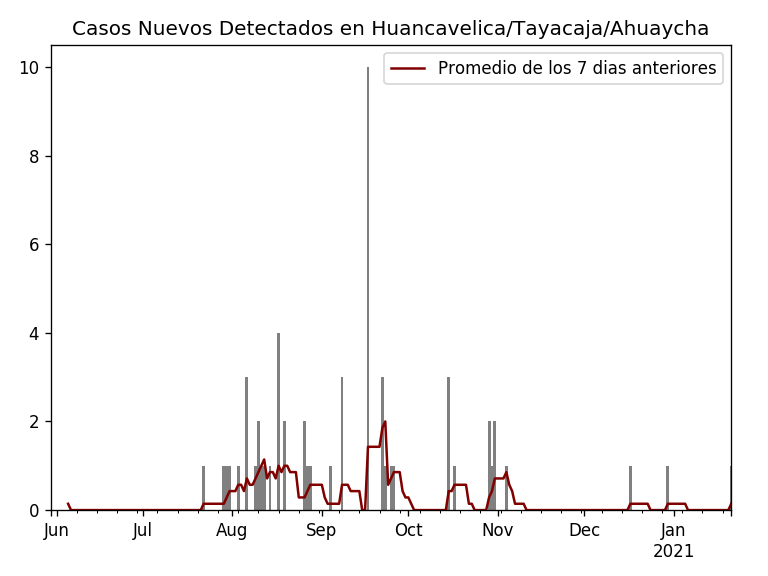 Casos Nuevos Detectados en Huancavelica/Tayacaja/Ahuaycha
Promedio de los 7 dias anteriores
10
8
6
4
2
0
Jun Jul Aug Sep Oct Nov Dec Jan
2021